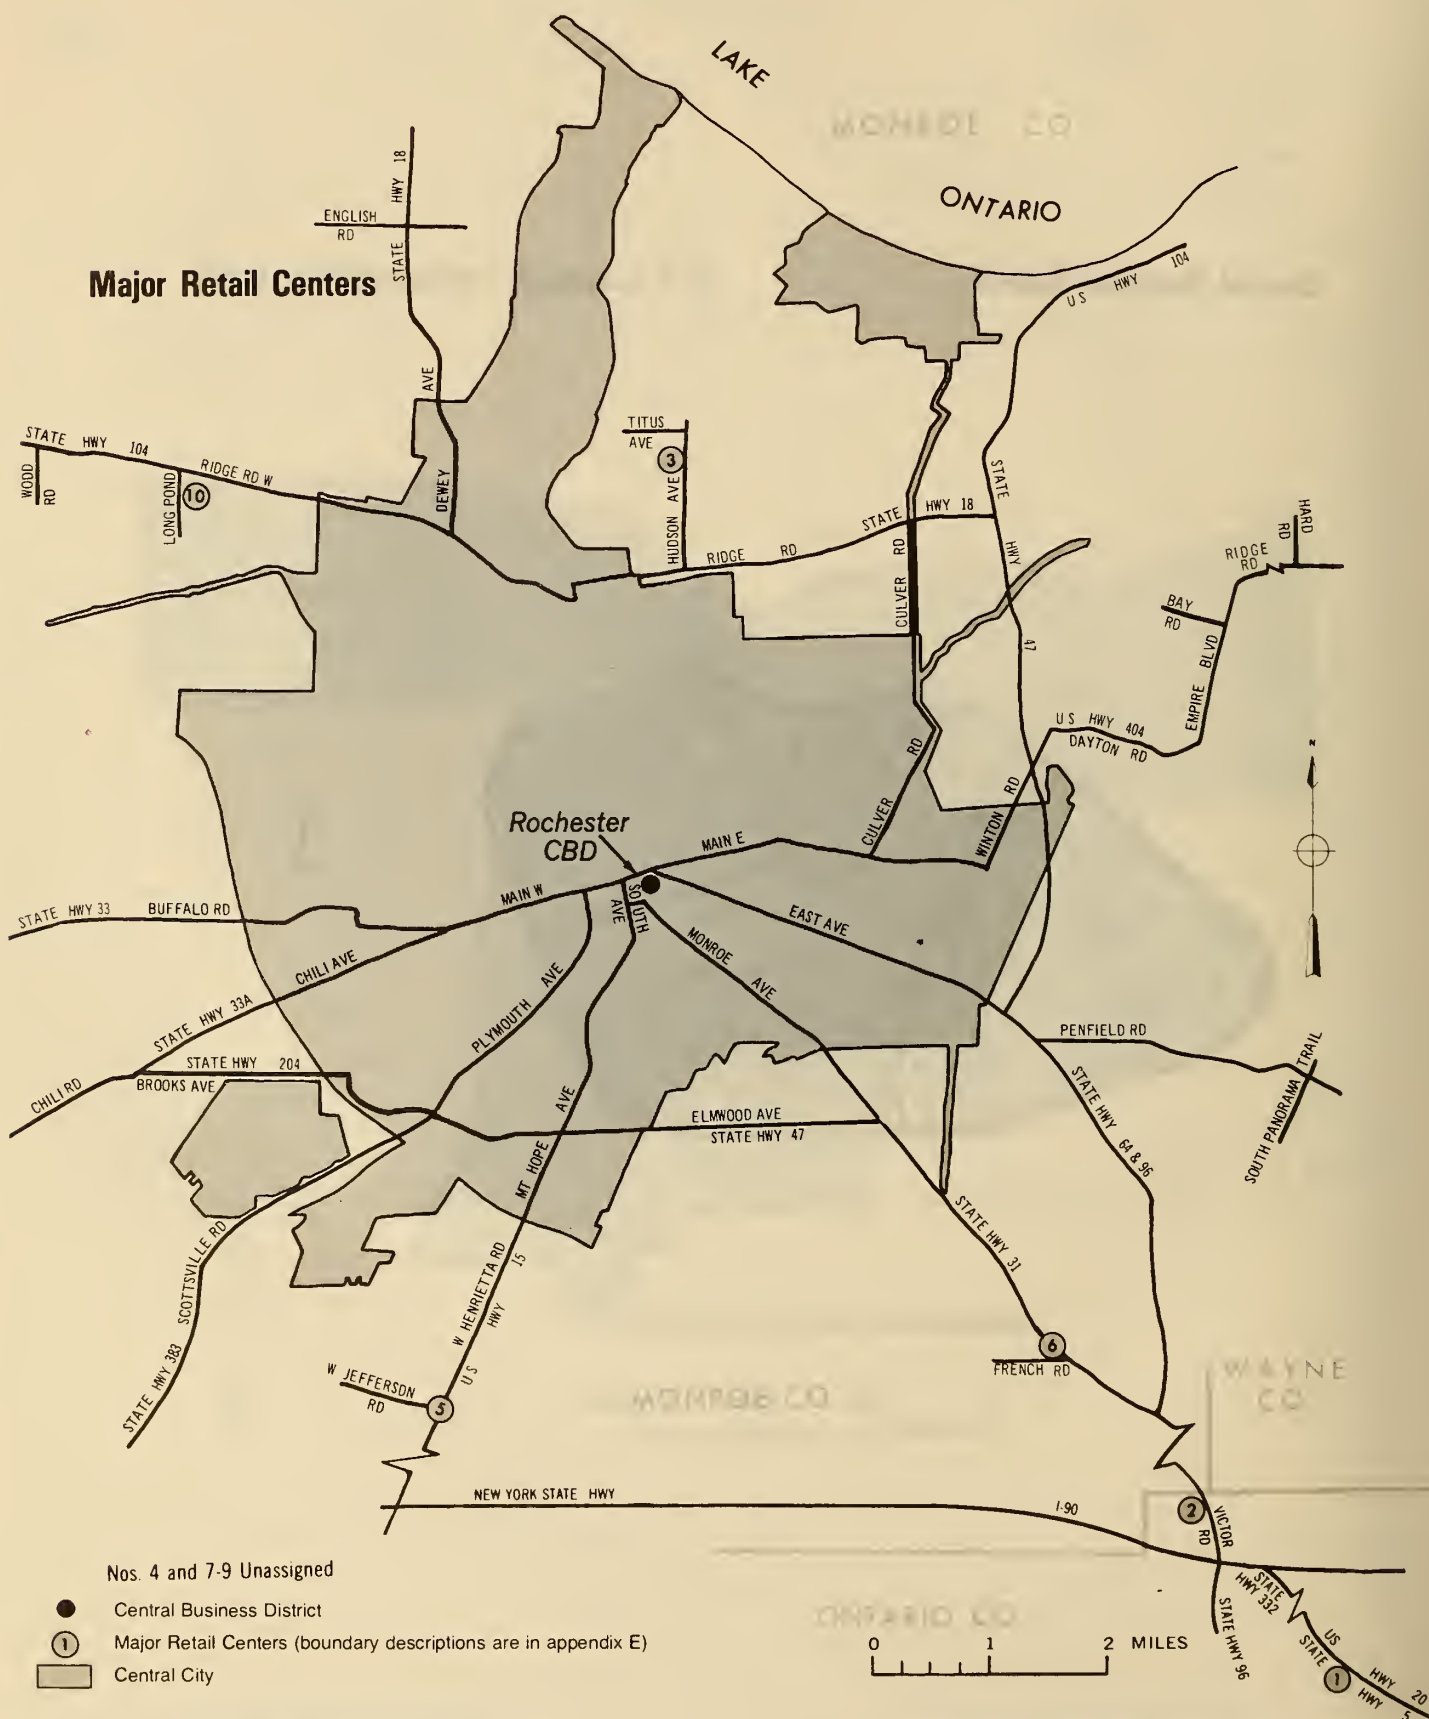 LAKE
MONROE CO
ONTARIO
STATE HWY 18
ENGLISH
RD
Major Retail Centers
US HWY 104
AVE
TITUS
AVE
3
STATE HWY 104
RIDGE RD W
WOOD
RD
LONG POND
10
DEWEY
HUDSON AVE
RIDGE RD
STATE HWY 18
CULVER RD
STATE HWY 47
HARD
RD
RIDGE
RD
BAY
RD
EMPIRE BLVD
US HWY 404
DAYTON RD
N
Rochester
CBD
MAIN E
CULVER RD
WINTON RD
MAIN W
SOUTH
AVE
EAST AVE
STATE HWY 33
BUFFALO RD
CHILI AVE
MONROE AVE
STATE HWY 33A
PLYMOUTH AVE
PENFIELD RD
STATE HWY 204
BROOKS AVE
CHILI RD
MT HOPE AVE
ELMWOOD AVE
STATE HWY 47
STATE HWY 64 & 96
SOUTH PANORAMA TRAIL
SCOTTSVILLE RD
STATE HWY 383
W HENRIETTA RD
US HWY 15
STATE HWY 31
W JEFFERSON
RD
5
6
FRENCH RD
MONROE CO
WAYNE
CO
NEW YORK STATE HWY
I-90
2
VICTOR
RD
STATE
HWY 332
STATE HWY 96
US HWY 20
STATE HWY 5
1
ONTARIO CO
Nos. 4 and 7-9 Unassigned
Central Business District
1 Major Retail Centers (boundary descriptions are in appendix E)
Central City
0 1 2 MILES